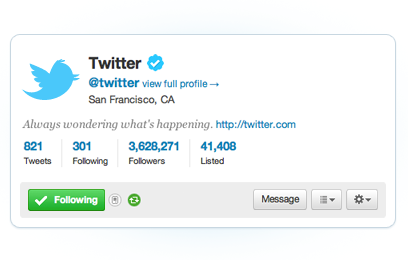 Twitter
@twitter view full profile →
San Francisco, CA
Always wondering what's happening. http://twitter.com
821 301 3,628,271 41,408
Tweets Following Followers Listed
Following Message